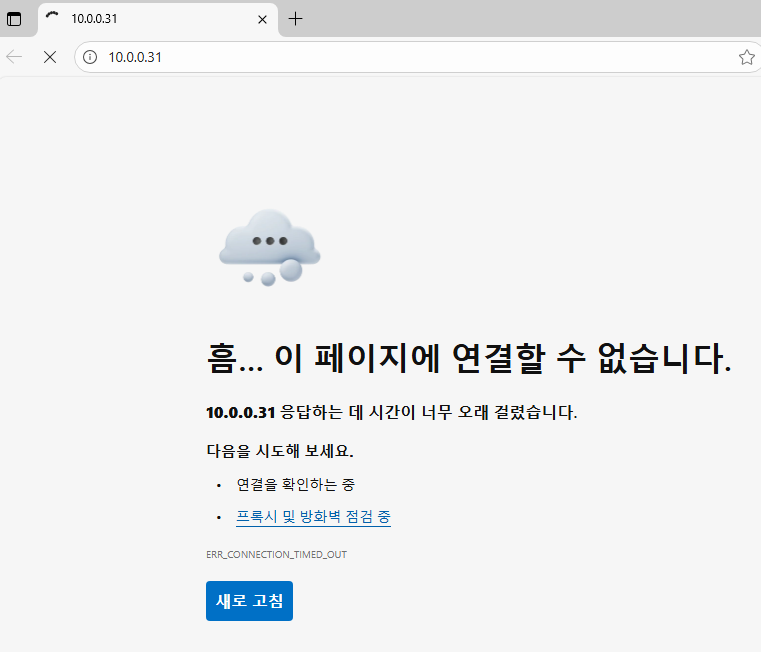 10.0.0.31
10.0.0.31
흠... 이 페이지에 연결할 수 없습니다.
10.0.0.31 응답하는 데 시간이 너무 오래 걸렸습니다.
다음을 시도해 보세요.
• 연결을 확인하는 중
• 프록시 및 방화벽 점검 중
ERR_CONNECTION_TIMED_OUT
새로 고침